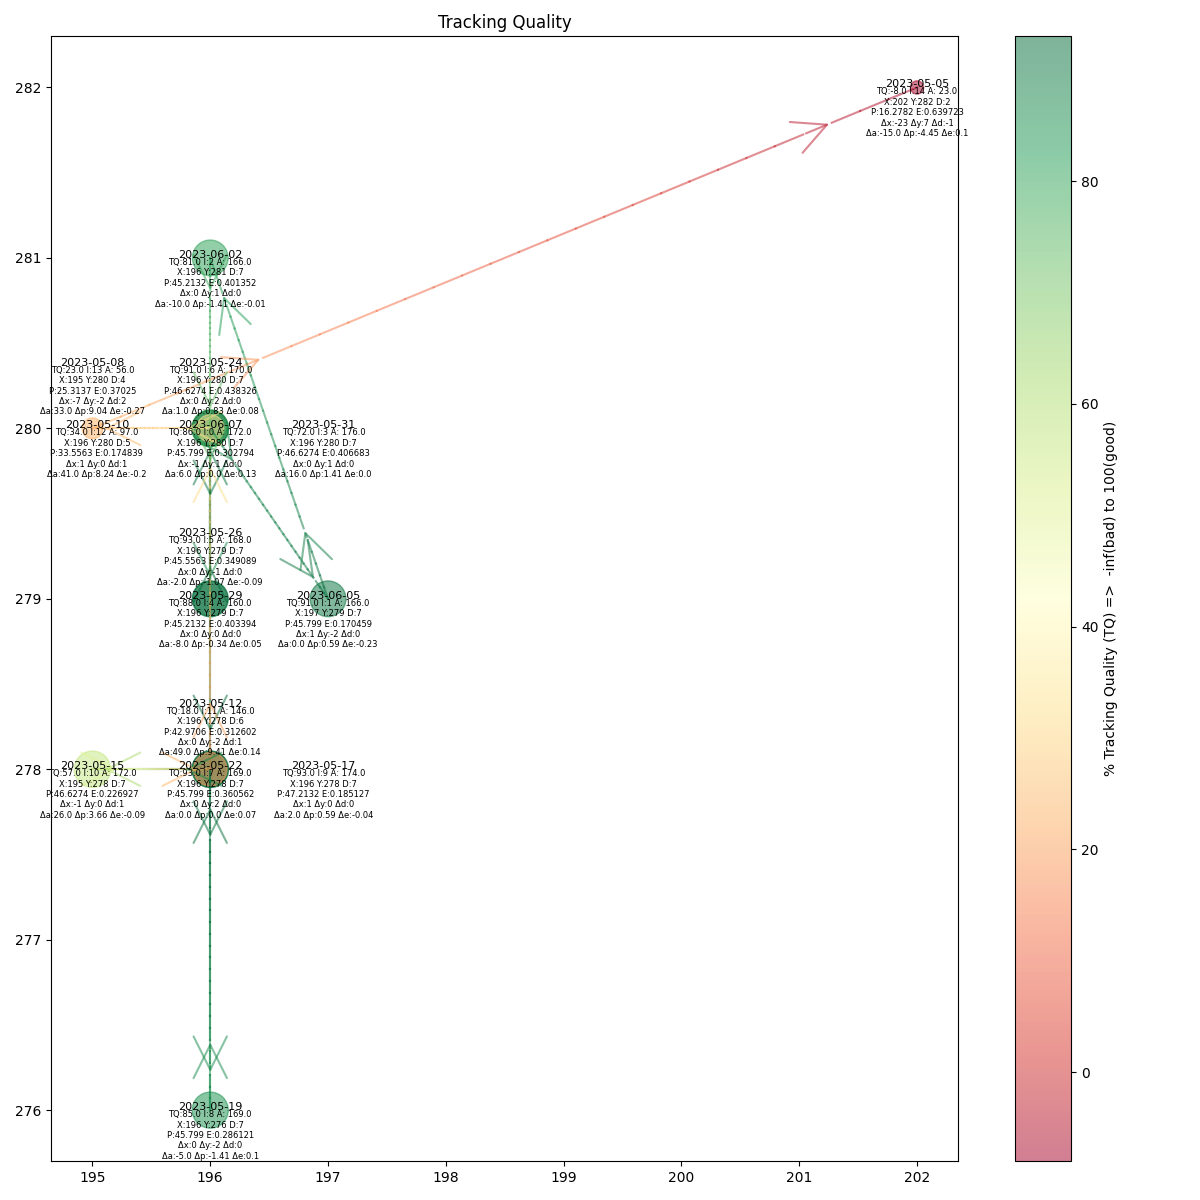 Tracking Quality
282
281
280
279
278
277
276
195
196
197
198
199
200
201
202
2023-05-05
TQ:-8.0 I:14 A: 23.0
X:202 Y:282 D:2
P:16.2782 E:0.639723
Δx:-23 Δy:7 Δd:-1
Δa:-15.0 Δp:-4.45 Δe:0.1
2023-06-02
TQ:81.0 I:2 A: 166.0
X:196 Y:281 D:7
P:45.2132 E:0.401352
Δx:0 Δy:1 Δd:0
Δa:-10.0 Δp:-1.41 Δe:-0.01
2023-05-08
TQ:23.0 I:13 A: 56.0
X:195 Y:280 D:4
P:25.3137 E:0.37025
Δx:-7 Δy:-2 Δd:2
Δa:33.0 Δp:9.04 Δe:-0.27
2023-05-24
TQ:91.0 I:6 A: 170.0
X:196 Y:280 D:7
P:46.6274 E:0.438326
Δx:0 Δy:2 Δd:0
Δa:1.0 Δp:0.83 Δe:0.08
2023-05-10
TQ:34.0 I:12 A: 97.0
X:196 Y:280 D:5
P:33.5563 E:0.174839
Δx:1 Δy:0 Δd:1
Δa:41.0 Δp:8.24 Δe:-0.2
2023-06-07
TQ:86.0 I:0 A: 172.0
X:196 Y:280 D:7
P:45.799 E:0.302794
Δx:-1 Δy:1 Δd:0
Δa:6.0 Δp:0.0 Δe:0.13
2023-05-31
TQ:72.0 I:3 A: 176.0
X:196 Y:280 D:7
P:46.6274 E:0.406683
Δx:0 Δy:1 Δd:0
Δa:16.0 Δp:1.41 Δe:0.0
2023-05-26
TQ:93.0 I:5 A: 168.0
X:196 Y:279 D:7
P:45.5563 E:0.349089
Δx:0 Δy:-1 Δd:0
Δa:-2.0 Δp:-1.07 Δe:-0.09
2023-05-29
TQ:88.0 I:4 A: 160.0
X:196 Y:279 D:7
P:45.2132 E:0.403394
Δx:0 Δy:0 Δd:0
Δa:-8.0 Δp:-0.34 Δe:0.05
2023-06-05
TQ:91.0 I:1 A: 166.0
X:197 Y:279 D:7
P:45.799 E:0.170459
Δx:1 Δy:-2 Δd:0
Δa:0.0 Δp:0.59 Δe:-0.23
2023-05-12
TQ:18.0 I:11 A: 146.0
X:196 Y:278 D:6
P:42.9706 E:0.312602
Δx:0 Δy:-2 Δd:1
Δa:49.0 Δp:9.41 Δe:0.14
2023-05-15
TQ:57.0 I:10 A: 172.0
X:195 Y:278 D:7
P:46.6274 E:0.226927
Δx:-1 Δy:0 Δd:1
Δa:26.0 Δp:3.66 Δe:-0.09
2023-05-22
TQ:93.0 I:7 A: 169.0
X:196 Y:278 D:7
P:45.799 E:0.360562
Δx:0 Δy:2 Δd:0
Δa:0.0 Δp:0.0 Δe:0.07
2023-05-17
TQ:93.0 I:9 A: 174.0
X:196 Y:278 D:7
P:47.2132 E:0.185127
Δx:1 Δy:0 Δd:0
Δa:2.0 Δp:0.59 Δe:-0.04
2023-05-19
TQ:85.0 I:8 A: 169.0
X:196 Y:276 D:7
P:45.799 E:0.286121
Δx:0 Δy:-2 Δd:0
Δa:-5.0 Δp:-1.41 Δe:0.1
80
60
40
20
0
% Tracking Quality (TQ) => -inf(bad) to 100(good)